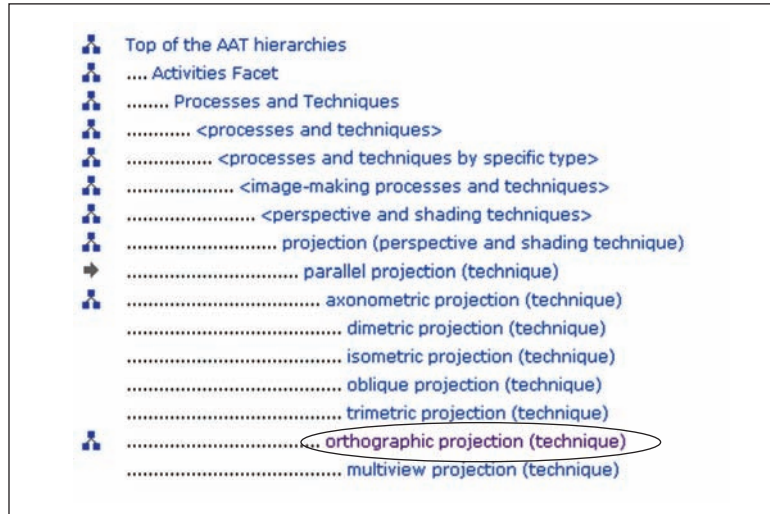 Top of the AAT hierarchies
.... Activities Facet
........ Processes and Techniques
............ <processes and techniques>
................ <processes and techniques by specific type>
.................... <image-making processes and techniques>
........................ <perspective and shading techniques>
............................ projection (perspective and shading technique)
................................ parallel projection (technique)
.................................... axonometric projection (technique)
........................................ dimetric projection (technique)
........................................ isometric projection (technique)
........................................ oblique projection (technique)
........................................ trimetric projection (technique)
.................................... orthographic projection (technique)
........................................ multiview projection (technique)